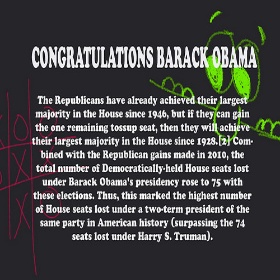 CONGRATULATIONS BARACK OBAMA
The Republicans have already achieved their largest
majority in the House since 1946, but if they can gain
the one remaining tossup seat, then they will achieve
their largest majority in the House since 1928.[2] Com-
bined with the Republican gains made in 2010, the
total number of Democratically-held House seats lost
under Barack Obama's presidency rose to 75 with
these elections. Thus, this marked the highest number
of House seats lost under a two-term president of the
same party in American history (surpassing the 74
seats lost under Harry S. Truman).